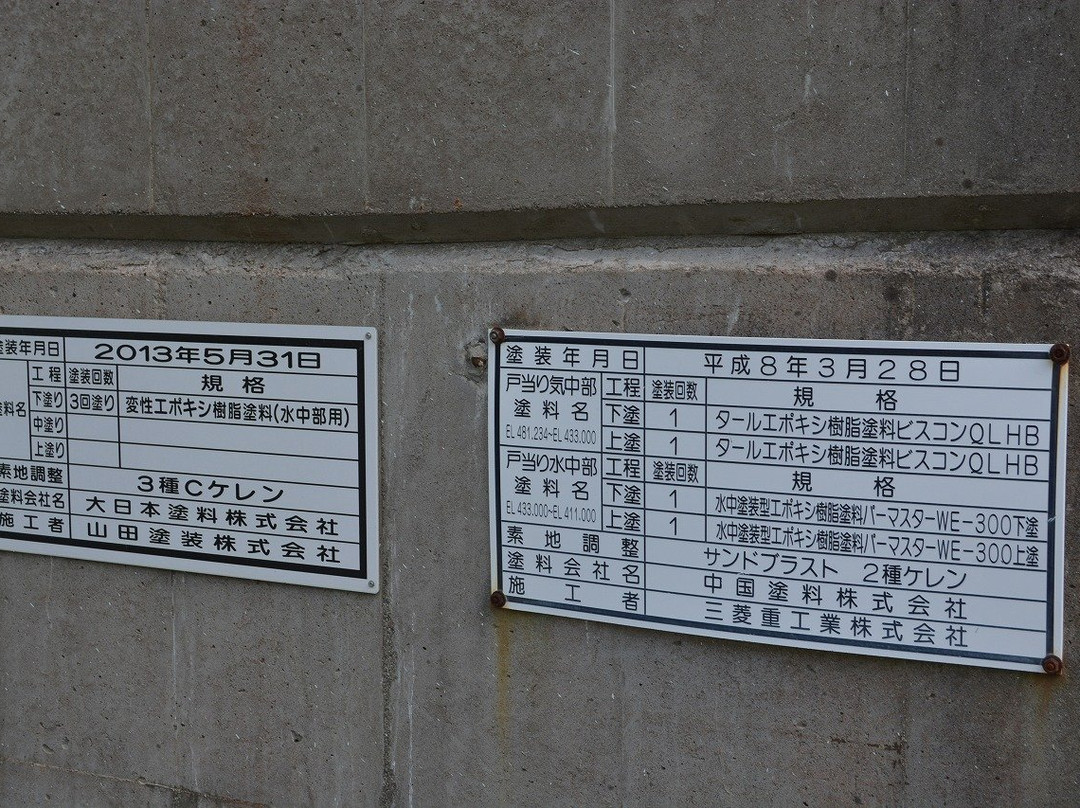 塗装年月日 2013年5月31日
塗料名 工程 塗装回数 規格
下塗り 3回塗り 変性エポキシ樹脂塗料(水中部用)
中塗り
上塗り
素地調整 3種Cケレン
塗料会社名 大日本塗料株式会社
施工者 山田塗装株式会社
塗装年月日 平成8年3月28日
戸当り気中部 工程 塗装回数 規格
塗料名 下塗 1 タールエポキシ樹脂塗料ビスコンQLHB
EL 481.234~EL 433.000 上塗 1 タールエポキシ樹脂塗料ビスコンQLHB
戸当り水中部 工程 塗装回数 規格
塗料名 下塗 1 水中塗装型エポキシ樹脂塗料パーマスターWE-300下塗
EL 433.000~EL 411.000 上塗 1 水中塗装型エポキシ樹脂塗料パーマスターWE-300上塗
素地調整 サンドブラスト 2種ケレン
塗料会社名 中国塗料株式会社
施工者 三菱重工業株式会社